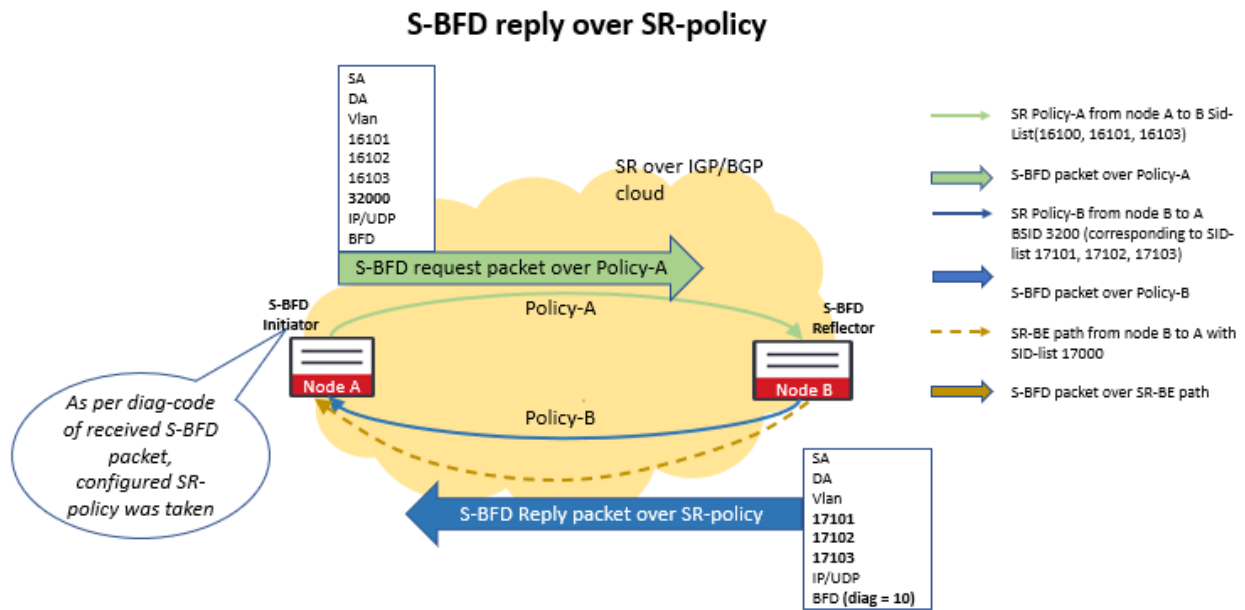 S-BFD reply over SR-policy
SA
DA
Vlan
16101
16102
16103
32000
IP/UDP
BFD
SR over IGP/BGP
cloud
S-BFD request packet over Policy-A
S-BFD
Initiator
Policy-A
S-BFD
Reflector
Node A
Node B
Policy-B
As per diag-code
of received S-BFD
packet,
configured SR-
policy was taken
S-BFD Reply packet over SR-policy
SA
DA
Vlan
17101
17102
17103
IP/UDP
BFD (diag = 10)
SR Policy-A from node A to B Sid-
List(16100, 16101, 16103)
S-BFD packet over Policy-A
SR Policy-B from node B to A
BSID 3200 (corresponding to SID-
list 17101, 17102, 17103)
S-BFD packet over Policy-B
SR-BE path from node B to A with
SID-list 17000
S-BFD packet over SR-BE path